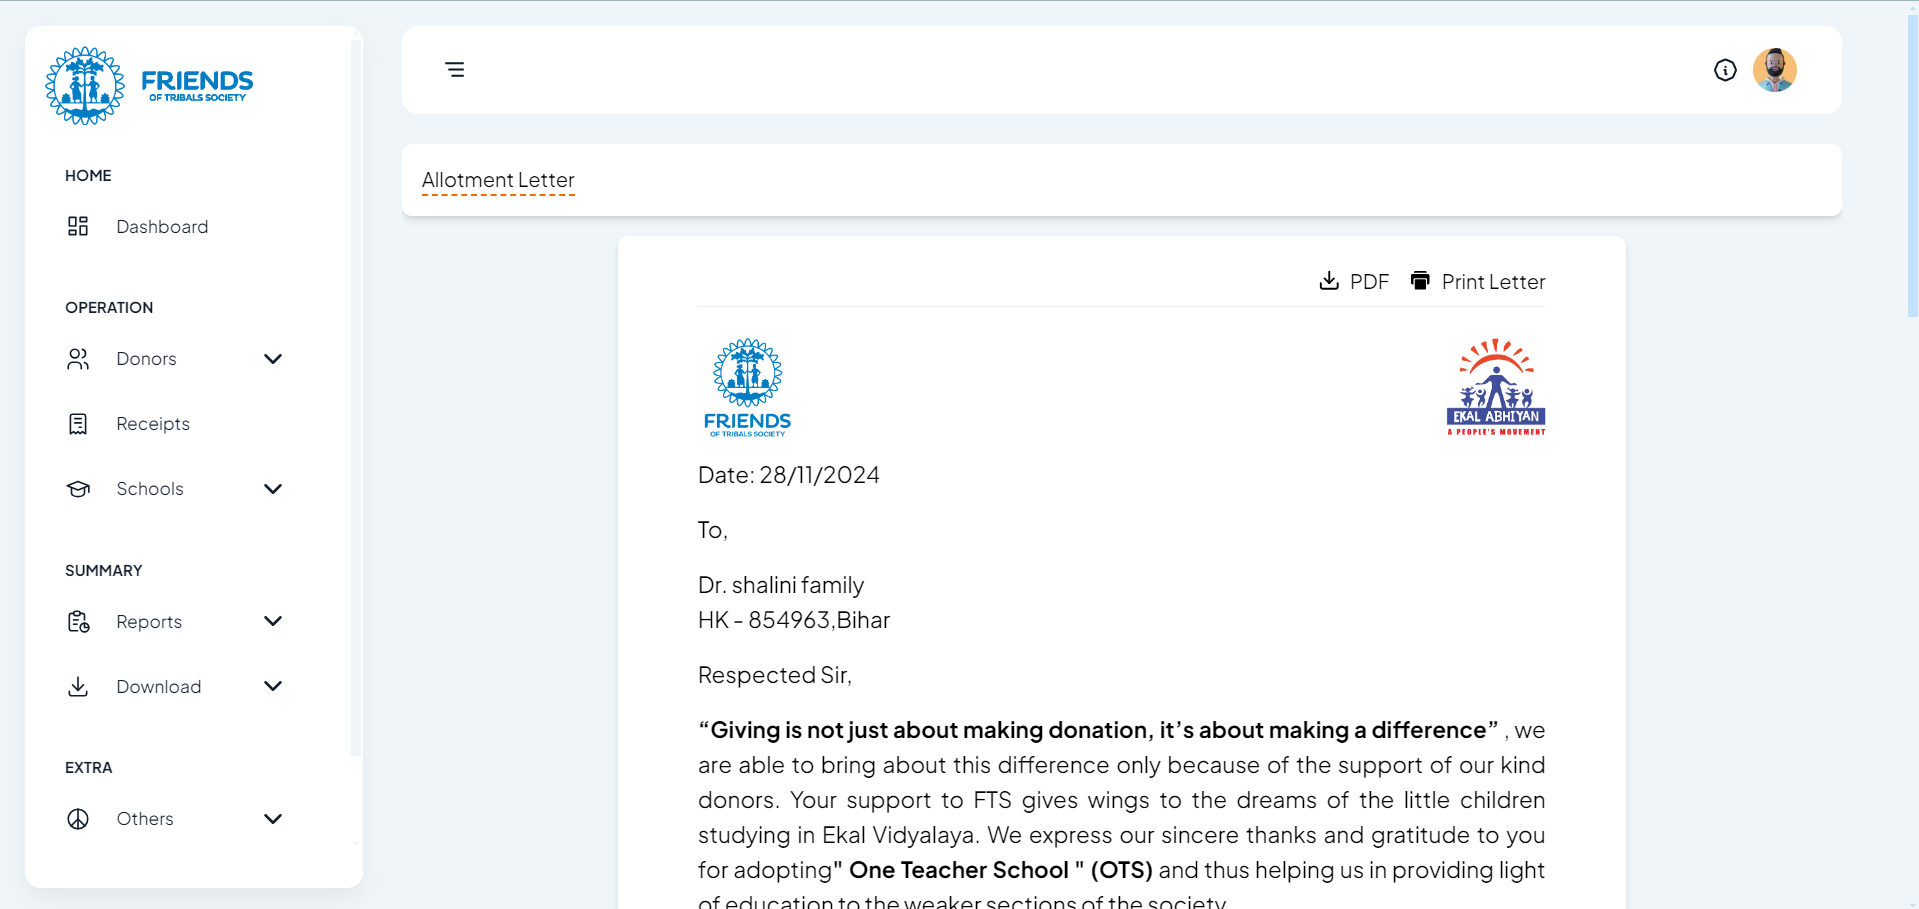 FRIENDS
OF TRIBALS SOCIETY
HOME
Dashboard
OPERATION
Donors
Receipts
Schools
SUMMARY
Reports
Download
EXTRA
Others
Allotment Letter
PDF Print Letter
FRIENDS
OF TRIBALS SOCIETY
EKAL ABHIYAN
A PEOPLE'S MOVEMENT
Date: 28/11/2024
To,
Dr. shalini family
HK - 854963,Bihar
Respected Sir,
“Giving is not just about making donation, it’s about making a difference” , we
are able to bring about this difference only because of the support of our kind
donors. Your support to FTS gives wings to the dreams of the little children
studying in Ekal Vidyalaya. We express our sincere thanks and gratitude to you
for adopting" One Teacher School " (OTS) and thus helping us in providing light
of education to the weaker sections of the society.